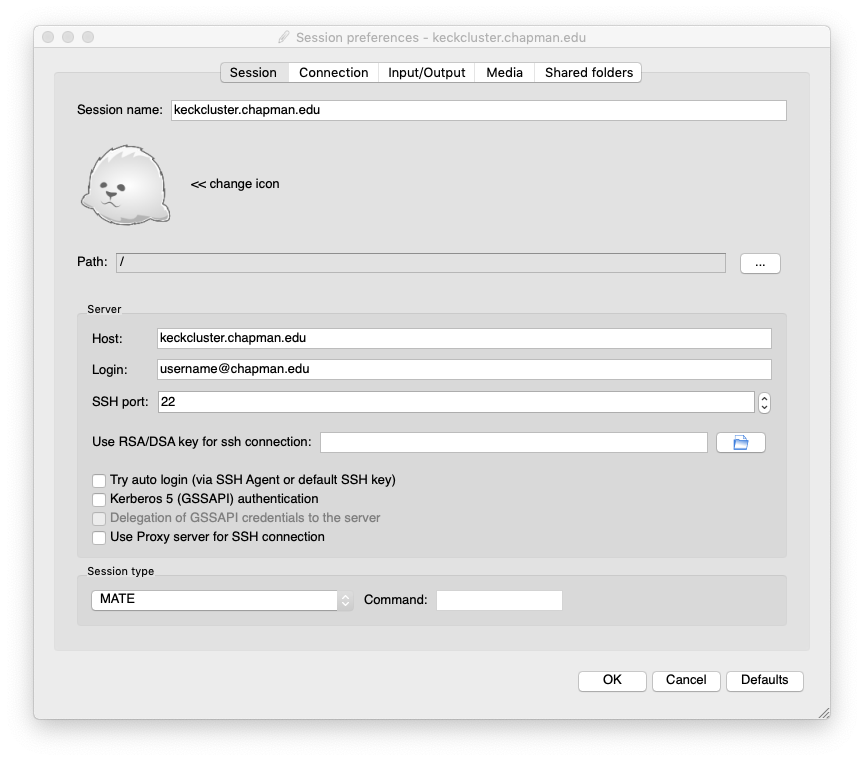 Session preferences - keckcluster.chapman.edu
Session Connection Input/Output Media Shared folders
Session name: keckcluster.chapman.edu
<< change icon
Path: / ...
Server
Host: keckcluster.chapman.edu
Login: username@chapman.edu
SSH port: 22
Use RSA/DSA key for ssh connection:
Try auto login (via SSH Agent or default SSH key)
Kerberos 5 (GSSAPI) authentication
Delegation of GSSAPI credentials to the server
Use Proxy server for SSH connection
Session type
MATE Command:
OK Cancel Defaults